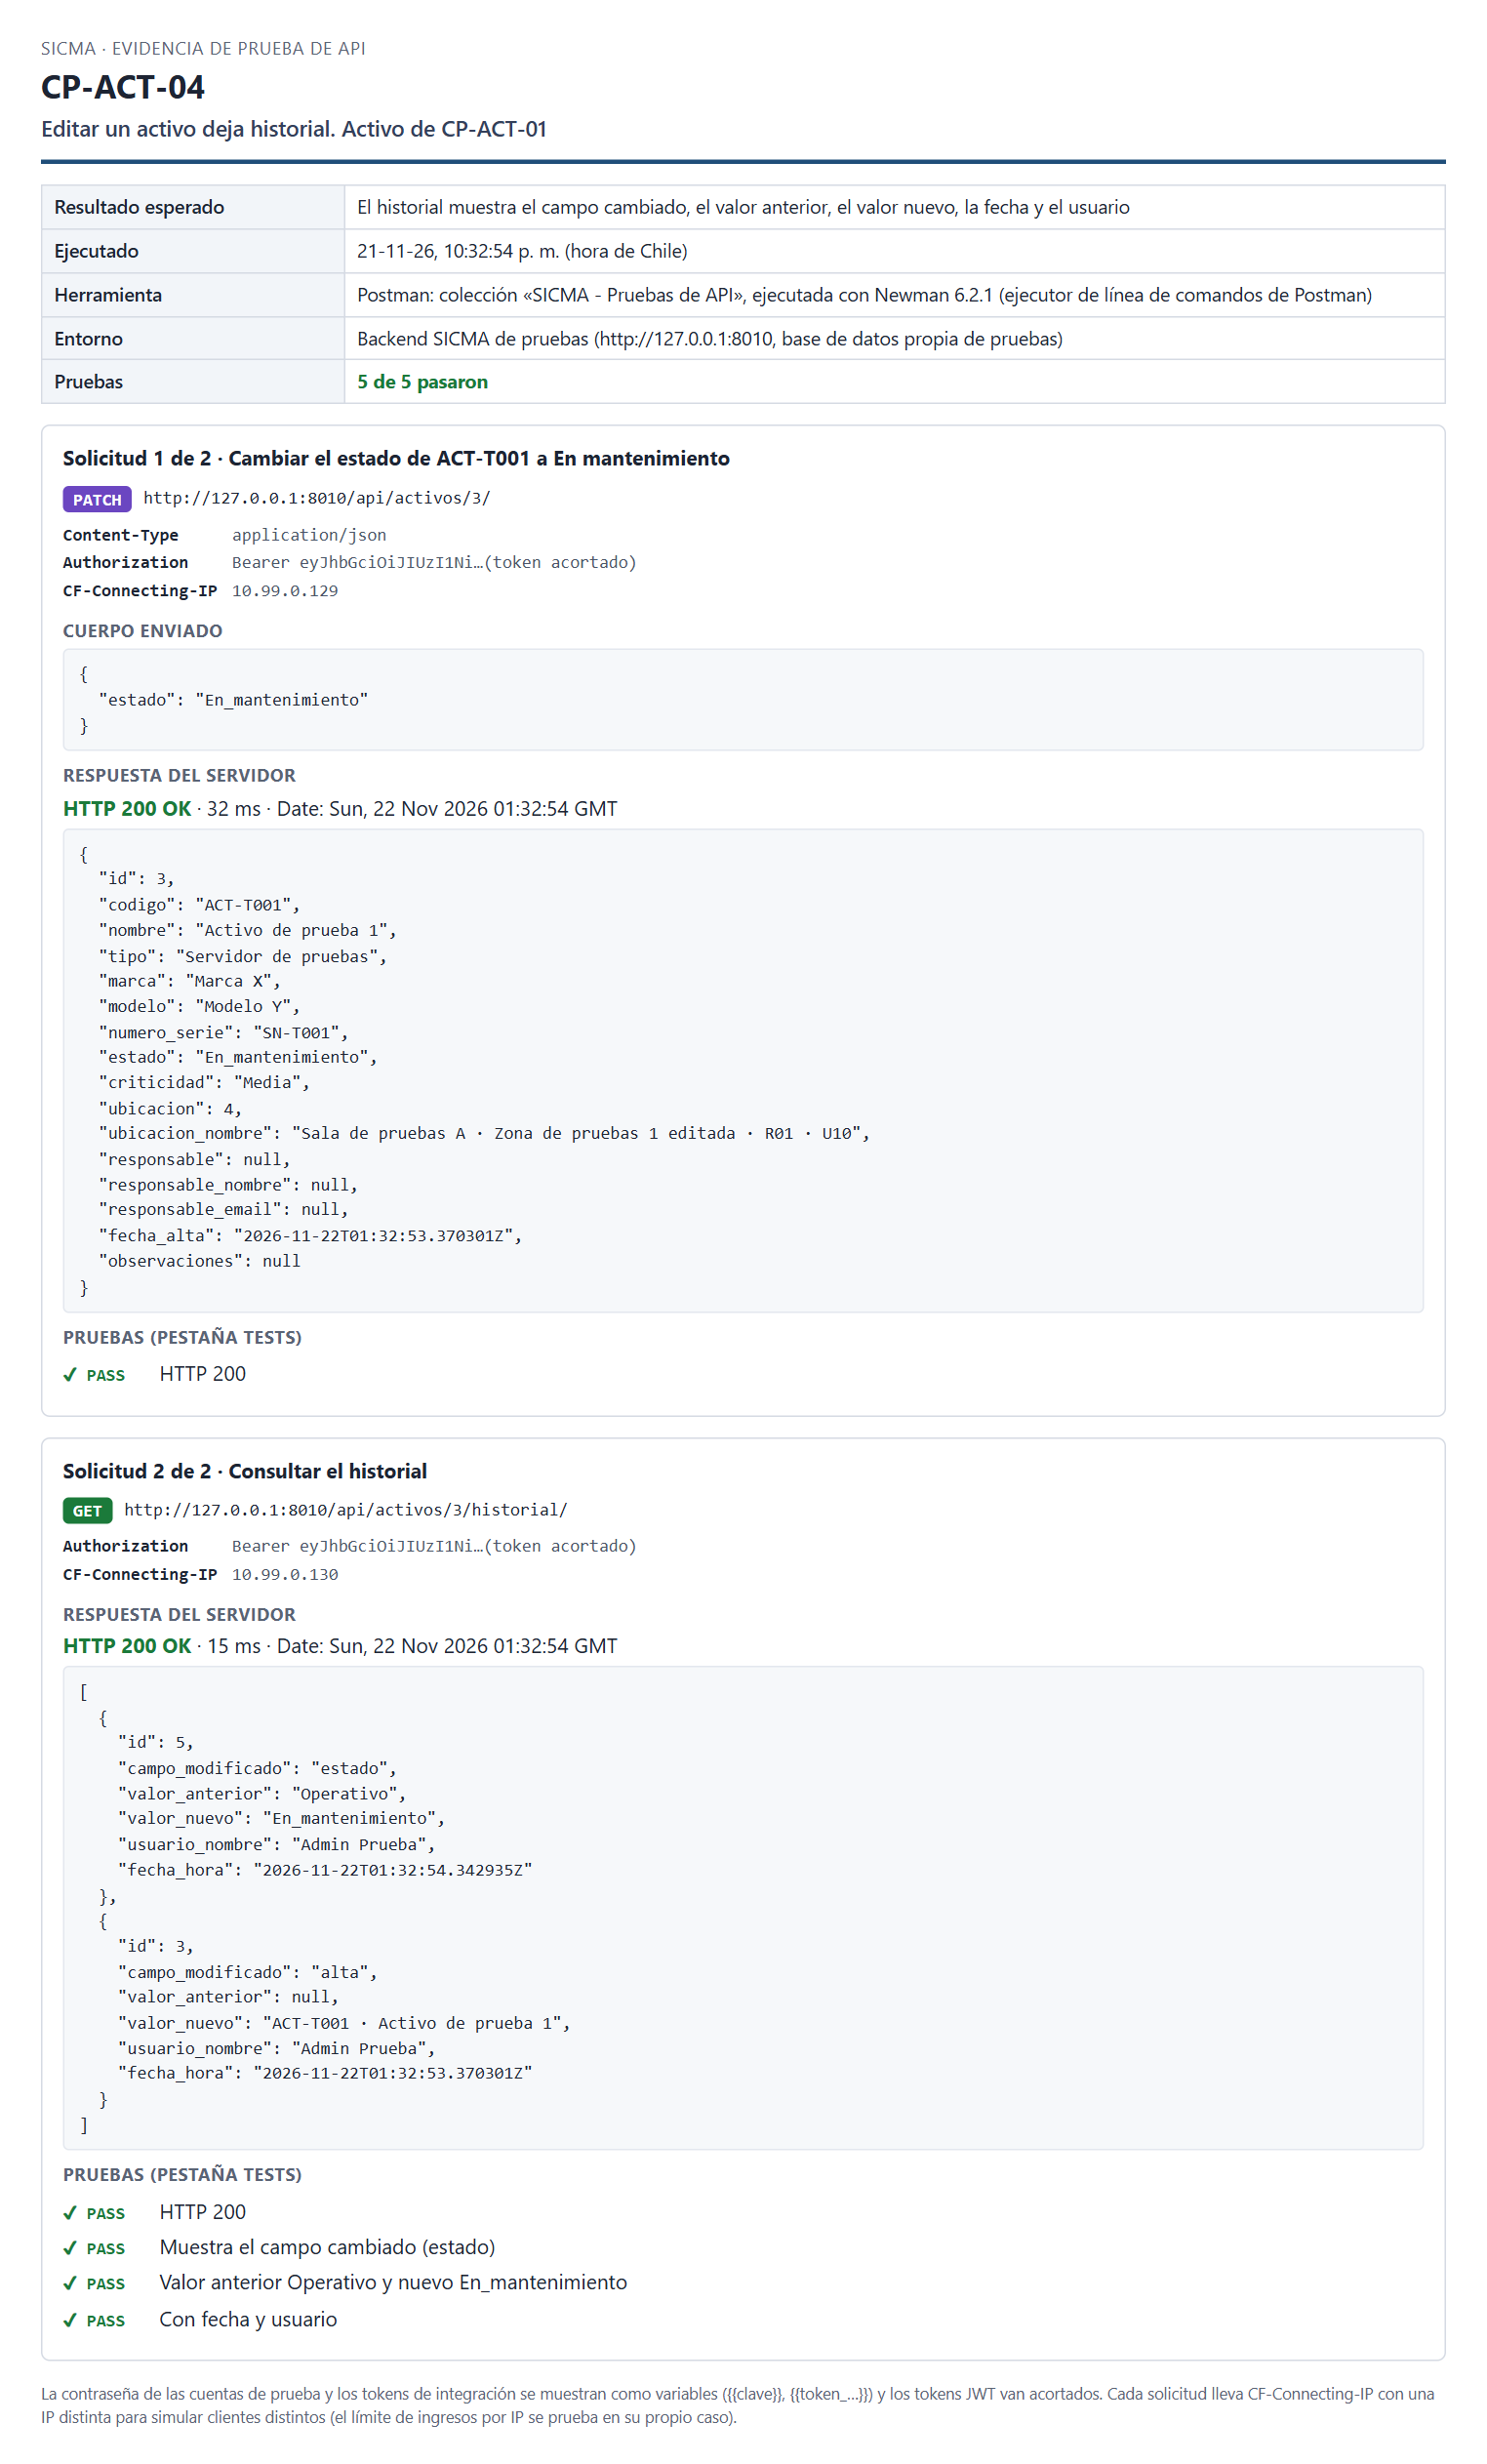 SICMA · EVIDENCIA DE PRUEBA DE API
CP-ACT-04
Editar un activo deja historial. Activo de CP-ACT-01
Resultado esperado El historial muestra el campo cambiado, el valor anterior, el valor nuevo, la fecha y el usuario
Ejecutado 21-11-26, 10:32:54 p. m. (hora de Chile)
Herramienta Postman: colección «SICMA - Pruebas de API», ejecutada con Newman 6.2.1 (ejecutor de línea de comandos de Postman)
Entorno Backend SICMA de pruebas (http://127.0.0.1:8010, base de datos propia de pruebas)
Pruebas 5 de 5 pasaron
Solicitud 1 de 2 · Cambiar el estado de ACT-T001 a En mantenimiento
PATCH http://127.0.0.1:8010/api/activos/3/
Content-Type application/json
Authorization Bearer eyJhbGciOiJIUzI1Ni…(token acortado)
CF-Connecting-IP 10.99.0.129
CUERPO ENVIADO
{
  "estado": "En_mantenimiento"
}
RESPUESTA DEL SERVIDOR
HTTP 200 OK · 32 ms · Date: Sun, 22 Nov 2026 01:32:54 GMT
{
  "id": 3,
  "codigo": "ACT-T001",
  "nombre": "Activo de prueba 1",
  "tipo": "Servidor de pruebas",
  "marca": "Marca X",
  "modelo": "Modelo Y",
  "numero_serie": "SN-T001",
  "estado": "En_mantenimiento",
  "criticidad": "Media",
  "ubicacion": 4,
  "ubicacion_nombre": "Sala de pruebas A · Zona de pruebas 1 editada · R01 · U10",
  "responsable": null,
  "responsable_nombre": null,
  "responsable_email": null,
  "fecha_alta": "2026-11-22T01:32:53.370301Z",
  "observaciones": null
}
PRUEBAS (PESTAÑA TESTS)
✔ PASS HTTP 200
Solicitud 2 de 2 · Consultar el historial
GET http://127.0.0.1:8010/api/activos/3/historial/
Authorization Bearer eyJhbGciOiJIUzI1Ni…(token acortado)
CF-Connecting-IP 10.99.0.130
RESPUESTA DEL SERVIDOR
HTTP 200 OK · 15 ms · Date: Sun, 22 Nov 2026 01:32:54 GMT
[
  {
    "id": 5,
    "campo_modificado": "estado",
    "valor_anterior": "Operativo",
    "valor_nuevo": "En_mantenimiento",
    "usuario_nombre": "Admin Prueba",
    "fecha_hora": "2026-11-22T01:32:54.342935Z"
  },
  {
    "id": 3,
    "campo_modificado": "alta",
    "valor_anterior": null,
    "valor_nuevo": "ACT-T001 · Activo de prueba 1",
    "usuario_nombre": "Admin Prueba",
    "fecha_hora": "2026-11-22T01:32:53.370301Z"
  }
]
PRUEBAS (PESTAÑA TESTS)
✔ PASS HTTP 200
✔ PASS Muestra el campo cambiado (estado)
✔ PASS Valor anterior Operativo y nuevo En_mantenimiento
✔ PASS Con fecha y usuario
La contraseña de las cuentas de prueba y los tokens de integración se muestran como variables ({{clave}}, {{token_…}}) y los tokens JWT van acortados. Cada solicitud lleva CF-Connecting-IP con una
IP distinta para simular clientes distintos (el límite de ingresos por IP se prueba en su propio caso).